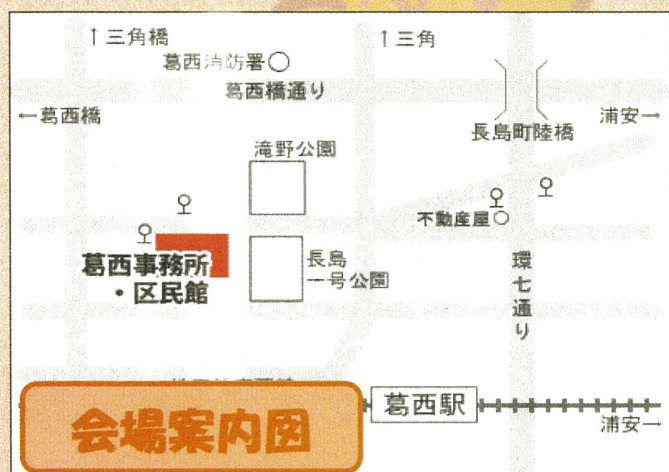 ↑三角橋
↑三角
葛西消防署
葛西橋通り
←葛西橋
浦安→
長島町陸橋
滝野公園
不動産屋
葛西事務所
・区民館
長島
一号公園
環七通り
葛西駅
会場案内図
浦安→